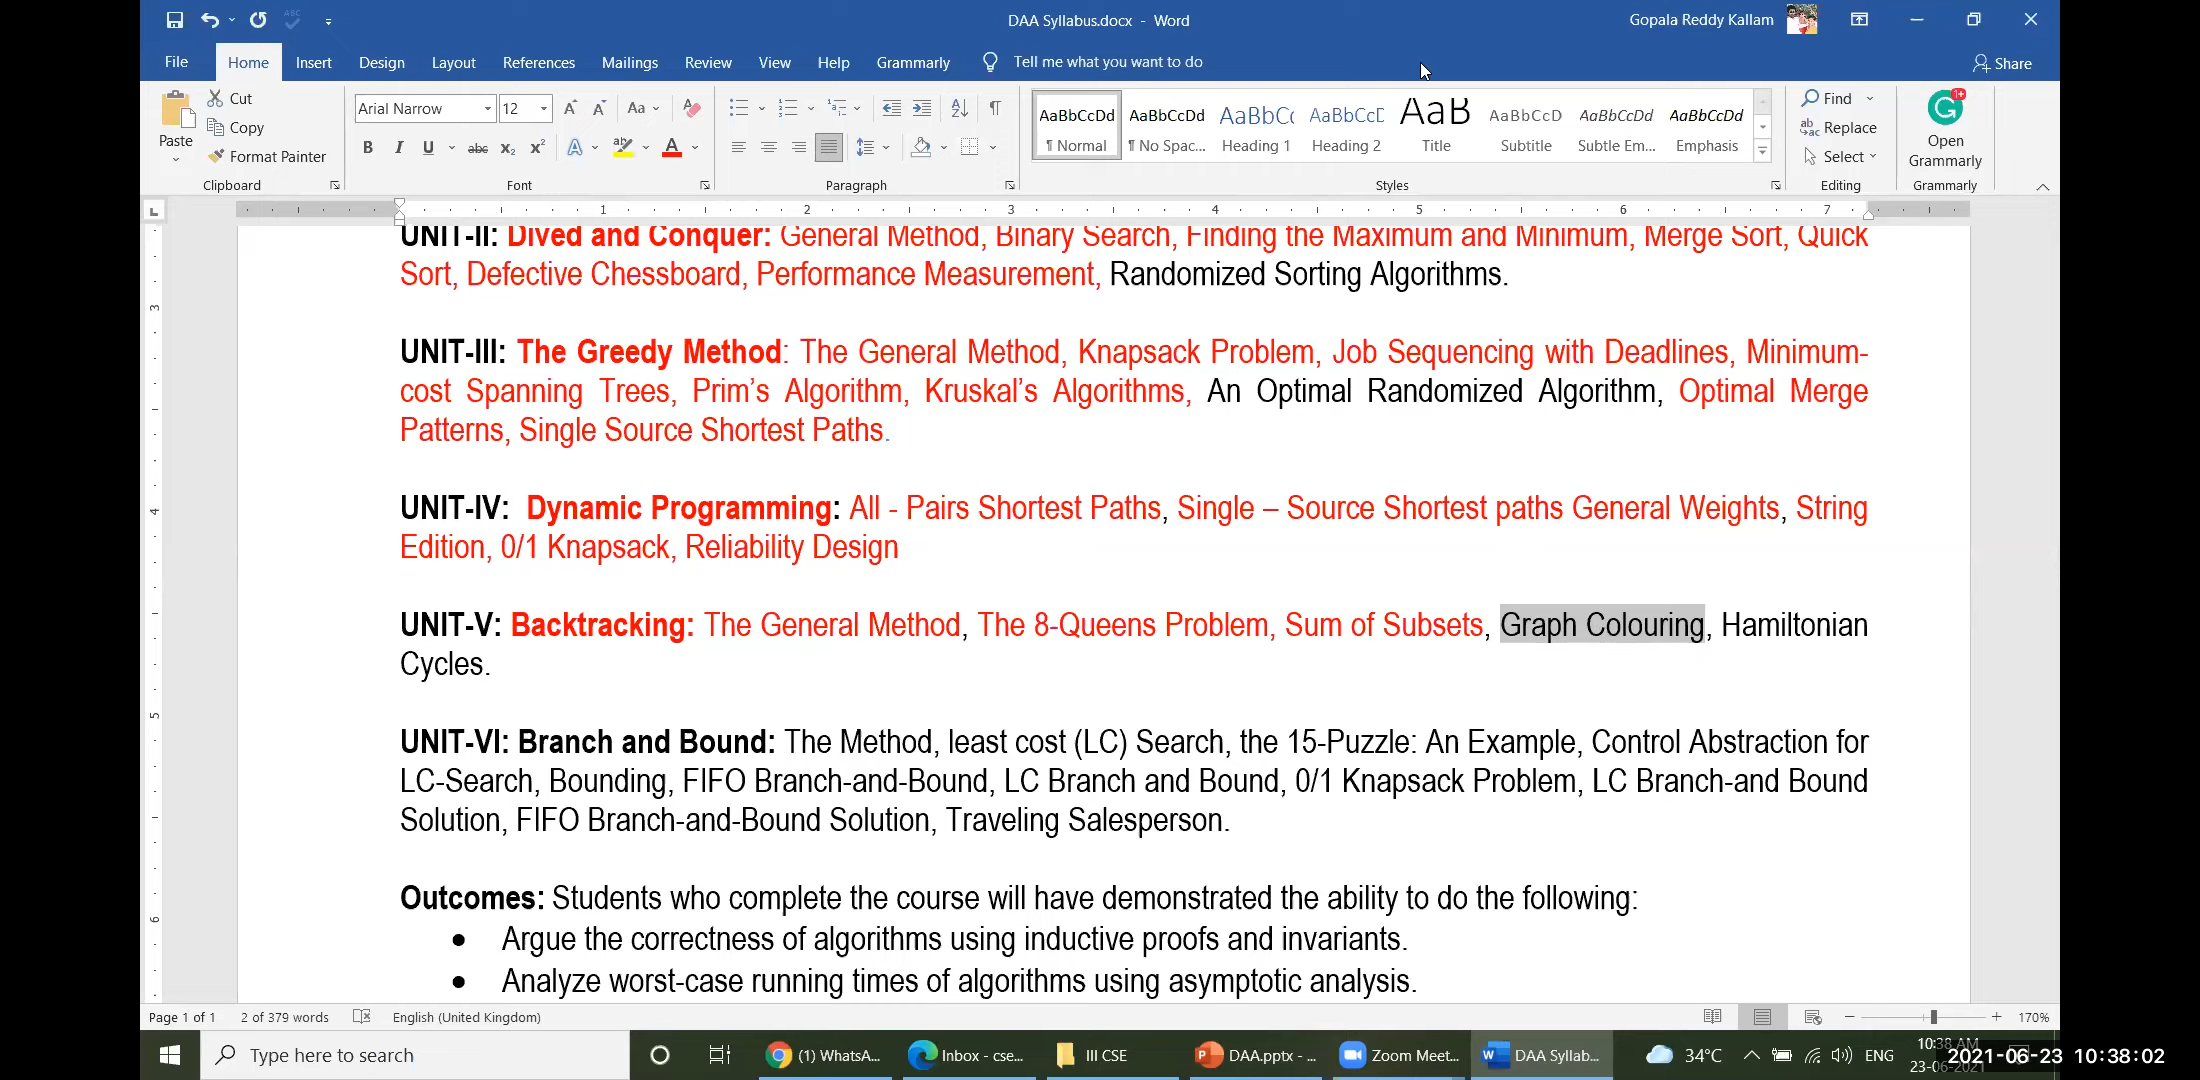 DAA Syllabus.docx - Word
Gopala Reddy Kallam
File Home Insert Design Layout References Mailings Review View Help Grammarly Tell me what you want to do Share
Paste Cut Copy Format Painter
Clipboard
Arial Narrow 12
Font
Paragraph
AaBbCcDd AaBbCcDd AaBbCc AaBbCcD AaB AaBbCcD AaBbCcDd AaBbCcDd
¶ Normal ¶ No Spac... Heading 1 Heading 2 Title Subtitle Subtle Em... Emphasis
Styles
Find Replace Select
Editing
Open Grammarly
Grammarly
1 2 3 4 5 6 7
UNIT-II: Dived and Conquer: General Method, Binary Search, Finding the Maximum and Minimum, Merge Sort, Quick
Sort, Defective Chessboard, Performance Measurement, Randomized Sorting Algorithms.
UNIT-III: The Greedy Method: The General Method, Knapsack Problem, Job Sequencing with Deadlines, Minimum-
cost Spanning Trees, Prim's Algorithm, Kruskal's Algorithms, An Optimal Randomized Algorithm, Optimal Merge
Patterns, Single Source Shortest Paths.
UNIT-IV: Dynamic Programming: All - Pairs Shortest Paths, Single – Source Shortest paths General Weights, String
Edition, 0/1 Knapsack, Reliability Design
UNIT-V: Backtracking: The General Method, The 8-Queens Problem, Sum of Subsets, Graph Colouring, Hamiltonian
Cycles.
UNIT-VI: Branch and Bound: The Method, least cost (LC) Search, the 15-Puzzle: An Example, Control Abstraction for
LC-Search, Bounding, FIFO Branch-and-Bound, LC Branch and Bound, 0/1 Knapsack Problem, LC Branch-and Bound
Solution, FIFO Branch-and-Bound Solution, Traveling Salesperson.
Outcomes: Students who complete the course will have demonstrated the ability to do the following:
• Argue the correctness of algorithms using inductive proofs and invariants.
• Analyze worst-case running times of algorithms using asymptotic analysis.
Page 1 of 1 2 of 379 words English (United Kingdom) 170%
Type here to search (1) WhatsA... Inbox - cse... III CSE DAA.pptx - ... Zoom Meet... DAA Syllab... 34°C ENG
2021-06-23 10:38:02
23-06-2021